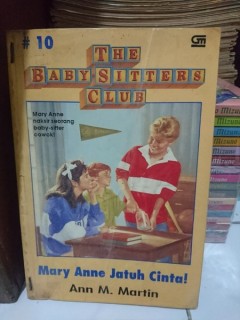 # 10
GM
THE
BABY-SITTERS
CLUB
Mary Anne
naksir seorang
baby-sitter
cowok!
Mary Anne Jatuh Cinta!
Ann M. Martin
Mizane